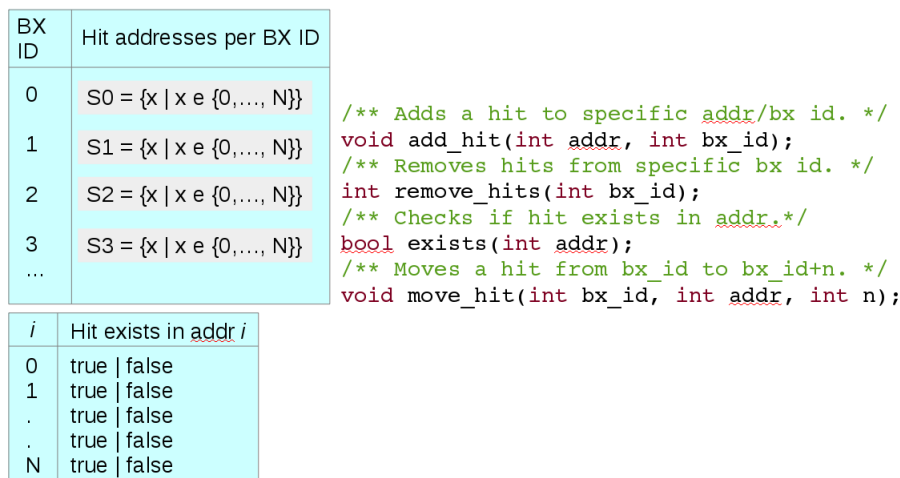 BX ID
Hit addresses per BX ID
0
S0 = {x | x e {0,..., N}}
1
S1 = {x | x e {0,..., N}}
2
S2 = {x | x e {0,..., N}}
3
S3 = {x | x e {0,..., N}}
...
/** Adds a hit to specific addr/bx id. */
void add_hit(int addr, int bx_id);
/** Removes hits from specific bx id. */
int remove_hits(int bx_id);
/** Checks if hit exists in addr.*/
bool exists(int addr);
/** Moves a hit from bx_id to bx_id+n. */
void move_hit(int bx_id, int addr, int n);
i
Hit exists in addr i
0 true | false
1 true | false
. true | false
. true | false
N true | false